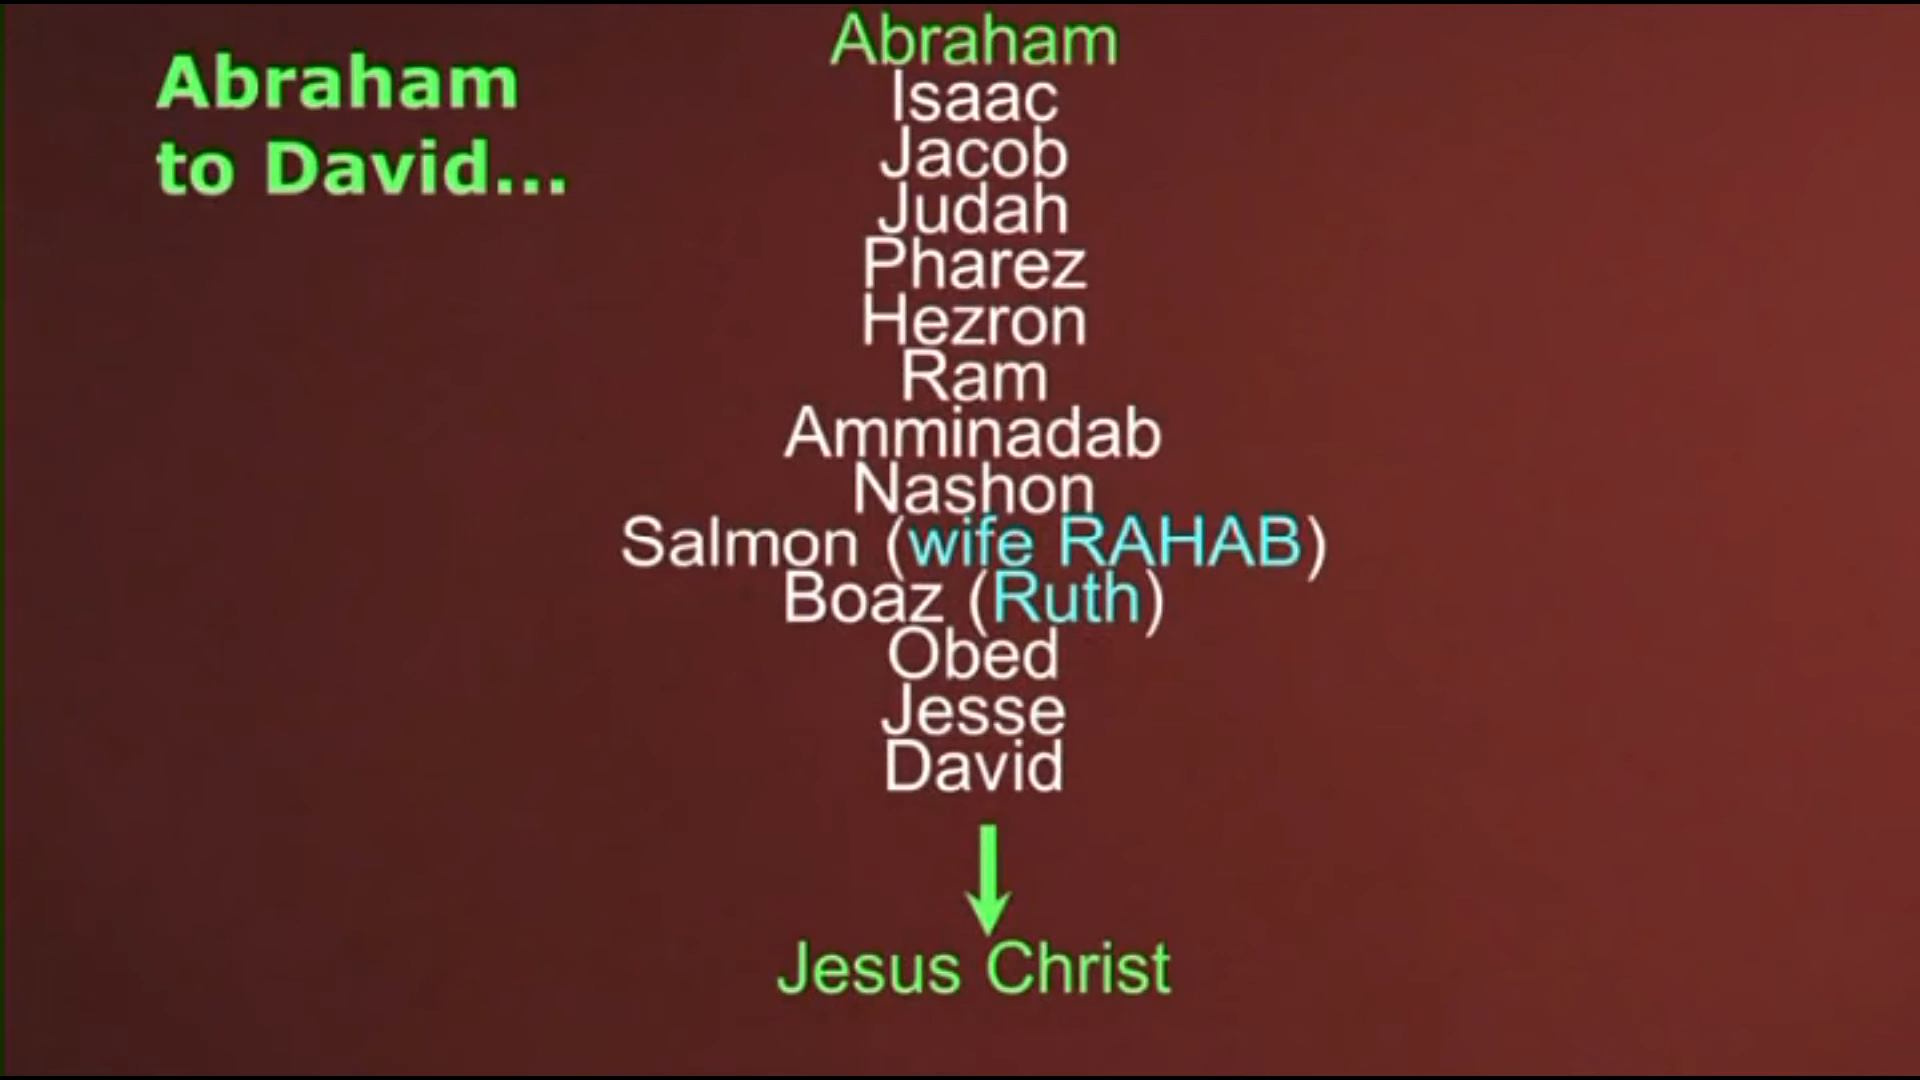 Abraham
to David...
Abraham
Isaac
Jacob
Judah
Pharez
Hezron
Ram
Amminadab
Nashon
Salmon (wife RAHAB)
Boaz (Ruth)
Obed
Jesse
David
Jesus Christ